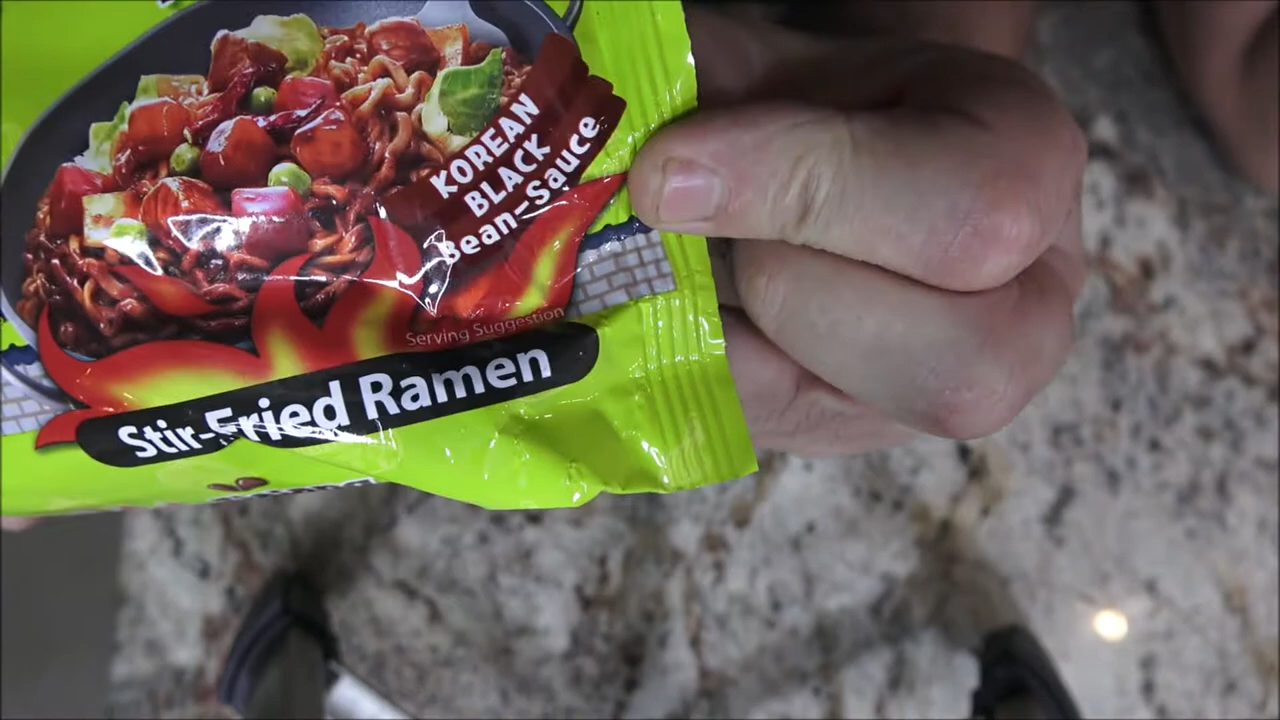 KOREAN
BLACK
Bean-Sauce
Serving Suggestion
Stir-Fried Ramen